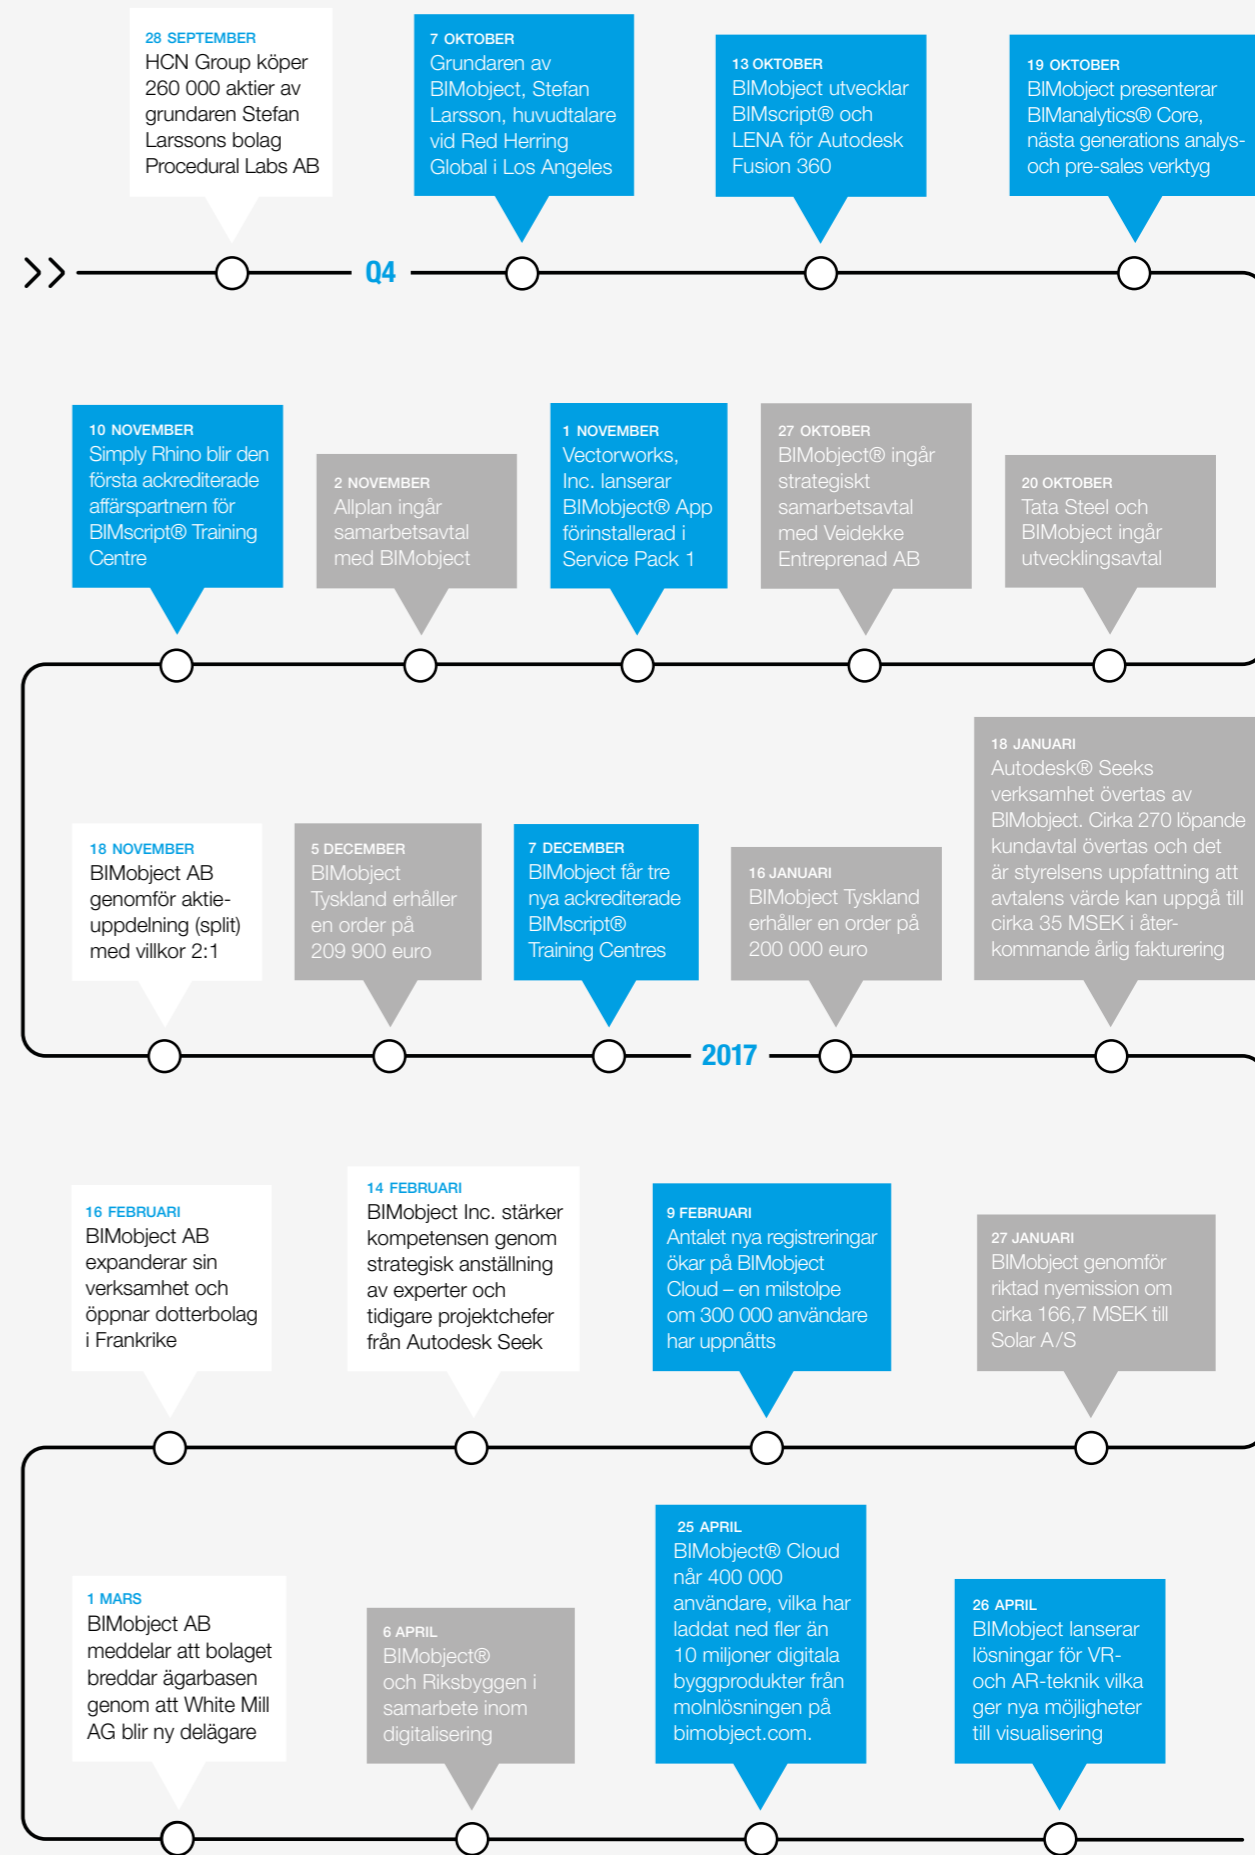 28 SEPTEMBER
HCN Group köper
260 000 aktier av
grundaren Stefan
Larssons bolag
Procedural Labs AB
7 OKTOBER
Grundaren av
BIMobject, Stefan
Larsson, huvudtalare
vid Red Herring
Global i Los Angeles
13 OKTOBER
BIMobject utvecklar
BIMscript® och
LENA för Autodesk
Fusion 360
19 OKTOBER
BIMobject presenterar
BIManalytics® Core,
nästa generations analys-
och pre-sales verktyg
Q4
10 NOVEMBER
Simply Rhino blir den
första ackrediterade
affärspartnern för
BIMscript® Training
Centre
2 NOVEMBER
Allplan ingår
samarbetsavtal
med BIMobject
1 NOVEMBER
Vectorworks,
Inc. lanserar
BIMobject® App
förinstallerad i
Service Pack 1
27 OKTOBER
BIMobject® ingår
strategiskt
samarbetsavtal
med Veidekke
Entreprenad AB
20 OKTOBER
Tata Steel och
BIMobject ingår
utvecklingsavtal
18 NOVEMBER
BIMobject AB
genomför aktie-
uppdelning (split)
med villkor 2:1
5 DECEMBER
BIMobject
Tyskland erhåller
en order på
209 900 euro
7 DECEMBER
BIMobject får tre
nya ackrediterade
BIMscript®
Training Centres
16 JANUARI
BIMobject Tyskland
erhåller en order på
200 000 euro
18 JANUARI
Autodesk® Seeks
verksamhet övertas av
BIMobject. Cirka 270 löpande
kundavtal övertas och det
är styrelsens uppfattning att
avtalens värde kan uppgå till
cirka 35 MSEK i åter-
kommande årlig fakturering
2017
16 FEBRUARI
BIMobject AB
expanderar sin
verksamhet och
öppnar dotterbolag
i Frankrike
14 FEBRUARI
BIMobject Inc. stärker
kompetensen genom
strategisk anställning
av experter och
tidigare projektchefer
från Autodesk Seek
9 FEBRUARI
Antalet nya registreringar
ökar på BIMobject
Cloud – en milstolpe
om 300 000 användare
har uppnåtts
27 JANUARI
BIMobject genomför
riktad nyemission om
cirka 166,7 MSEK till
Solar A/S
1 MARS
BIMobject AB
meddelar att bolaget
breddar ägarbasen
genom att White Mill
AG blir ny delägare
6 APRIL
BIMobject®
och Riksbyggen i
samarbete inom
digitalisering
25 APRIL
BIMobject® Cloud
når 400 000
användare, vilka har
laddat ned fler än
10 miljoner digitala
byggprodukter från
molnlösningen på
bimobject.com.
26 APRIL
BIMobject lanserar
lösningar för VR-
och AR-teknik vilka
ger nya möjligheter
till visualisering